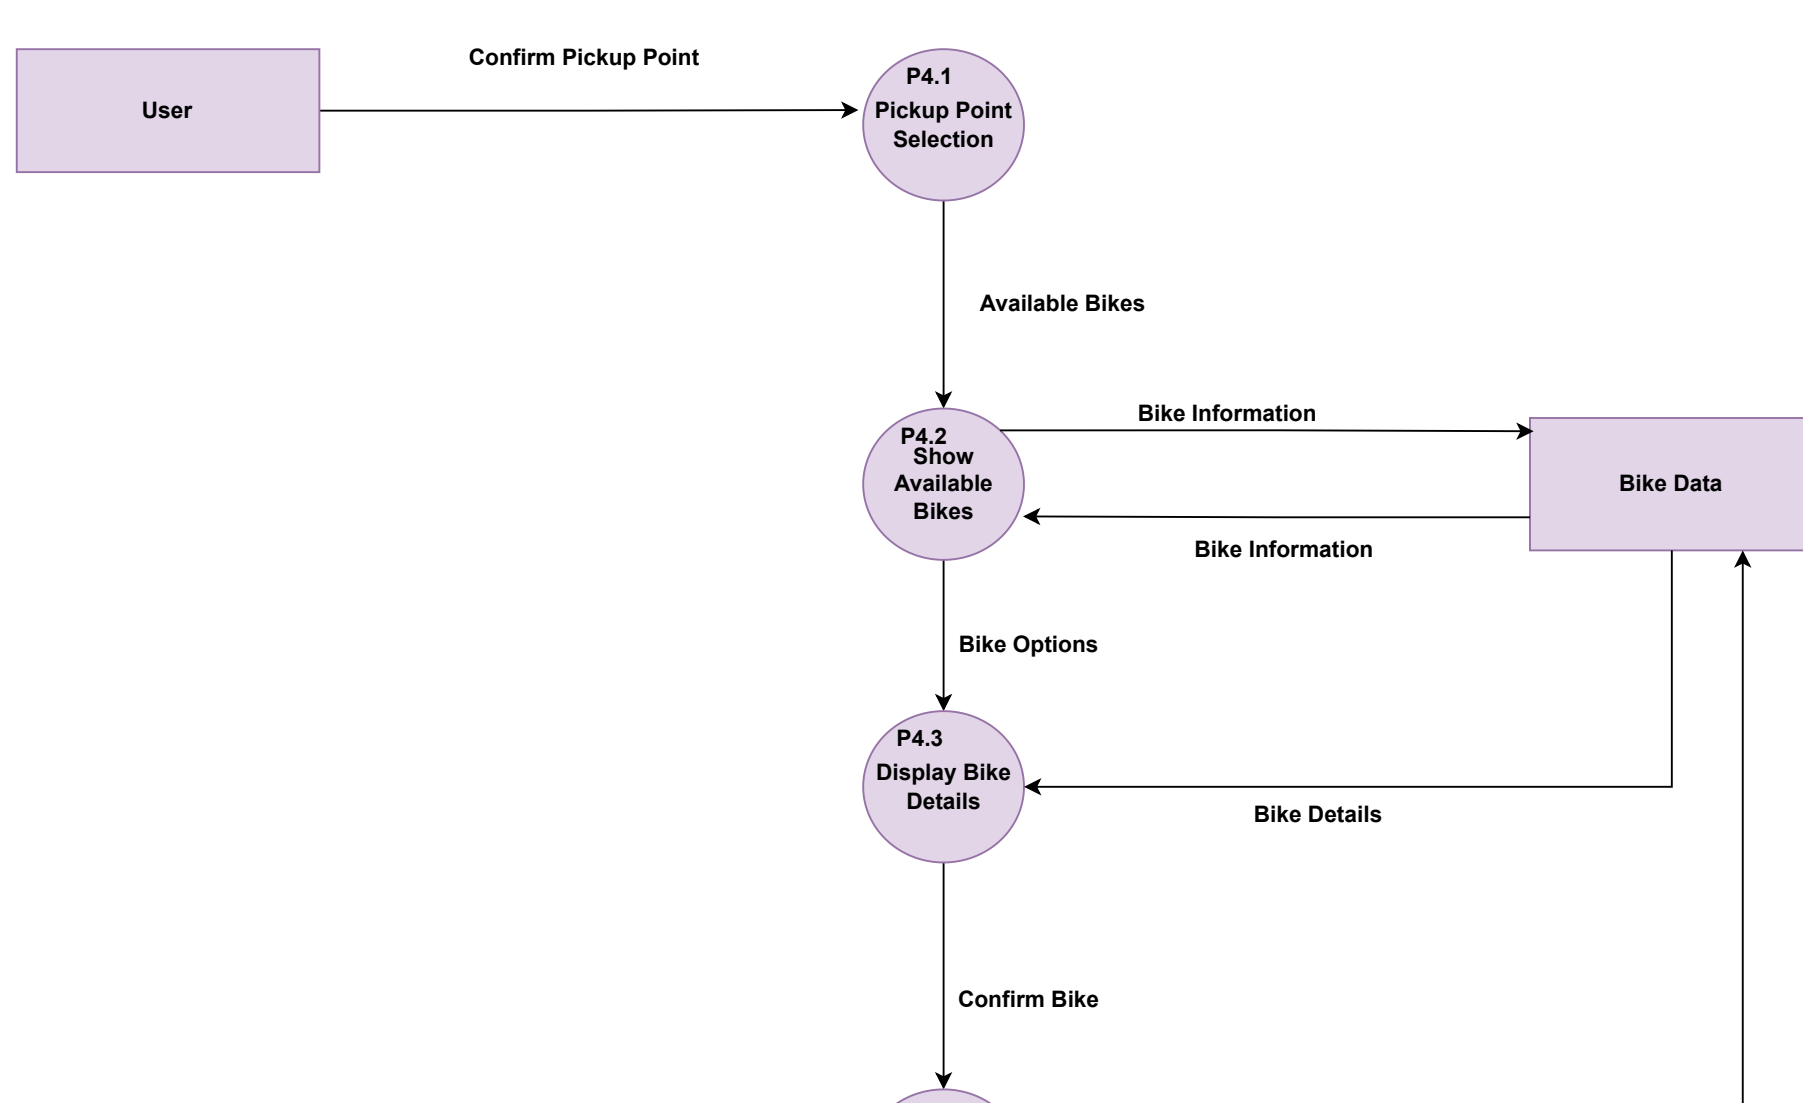 Confirm Pickup Point
User
P4.1
Pickup Point
Selection
Available Bikes
Bike Information
P4.2
Show
Available
Bikes
Bike Data
Bike Information
Bike Options
P4.3
Display Bike
Details
Bike Details
Confirm Bike